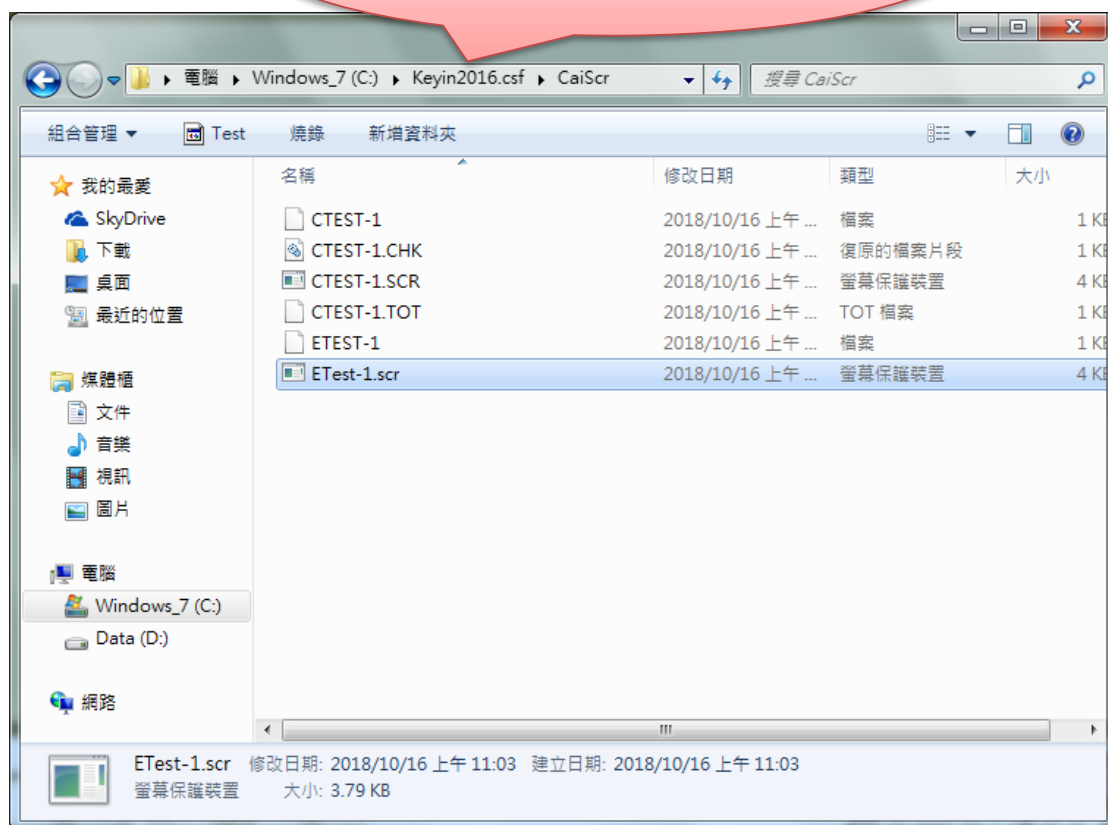 電腦 Windows_7 (C:) Keyin2016.csf CaiScr 搜尋 CaiScr
組合管理 Test 燒錄 新增資料夾
我的最愛
SkyDrive
下載
桌面
最近的位置
媒體櫃
文件
音樂
視訊
圖片
電腦
Windows_7 (C:)
Data (D:)
網路
名稱 修改日期 類型 大小
CTEST-1 2018/10/16 上午 ... 檔案 1 KB
CTEST-1.CHK 2018/10/16 上午 ... 復原的檔案片段 1 KB
CTEST-1.SCR 2018/10/16 上午 ... 螢幕保護裝置 4 KB
CTEST-1.TOT 2018/10/16 上午 ... TOT 檔案 1 KB
ETEST-1 2018/10/16 上午 ... 檔案 1 KB
ETest-1.scr 2018/10/16 上午 ... 螢幕保護裝置 4 KB
ETest-1.scr 修改日期: 2018/10/16 上午 11:03 建立日期: 2018/10/16 上午 11:03
螢幕保護裝置 大小: 3.79 KB